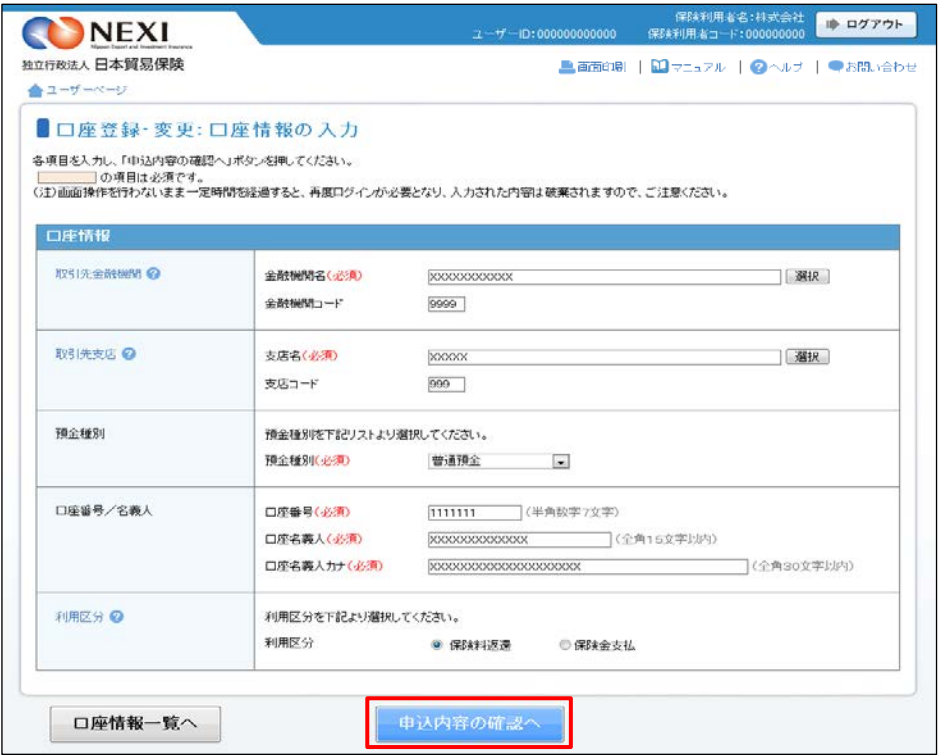 NEXI
Nippon Export and Investment Insurance
独立行政法人 日本貿易保険
ユーザーID:000000000000
保険利用者名:株式会社
保険利用者コード:000000000
ログアウト
画面印刷 | マニュアル | ヘルプ | お問い合わせ
ユーザーページ
口座登録・変更:口座情報の入力
各項目を入力し、「申込内容の確認へ」ボタンを押してください。
の項目は必須です。
(注)画面操作を行わないまま一定時間を経過すると、再度ログインが必要となり、入力された内容は破棄されますので、ご注意ください。
口座情報
取引先金融機関 ?
金融機関名(必須) XXXXXXXXXXXX 選択
金融機関コード 9999
取引先支店 ?
支店名(必須) XXXXX 選択
支店コード 999
預金種別
預金種別を下記リストより選択してください。
預金種別(必須) 普通預金
口座番号/名義人
口座番号(必須) 1111111 (半角数字7文字)
口座名義人(必須) XXXXXXXXXXXXXX (全角15文字以内)
口座名義人カナ(必須) XXXXXXXXXXXXXXXXXXXXXX (全角30文字以内)
利用区分 ?
利用区分を下記より選択してください。
利用区分 保険料返還 保険金支払
口座情報一覧へ
申込内容の確認へ